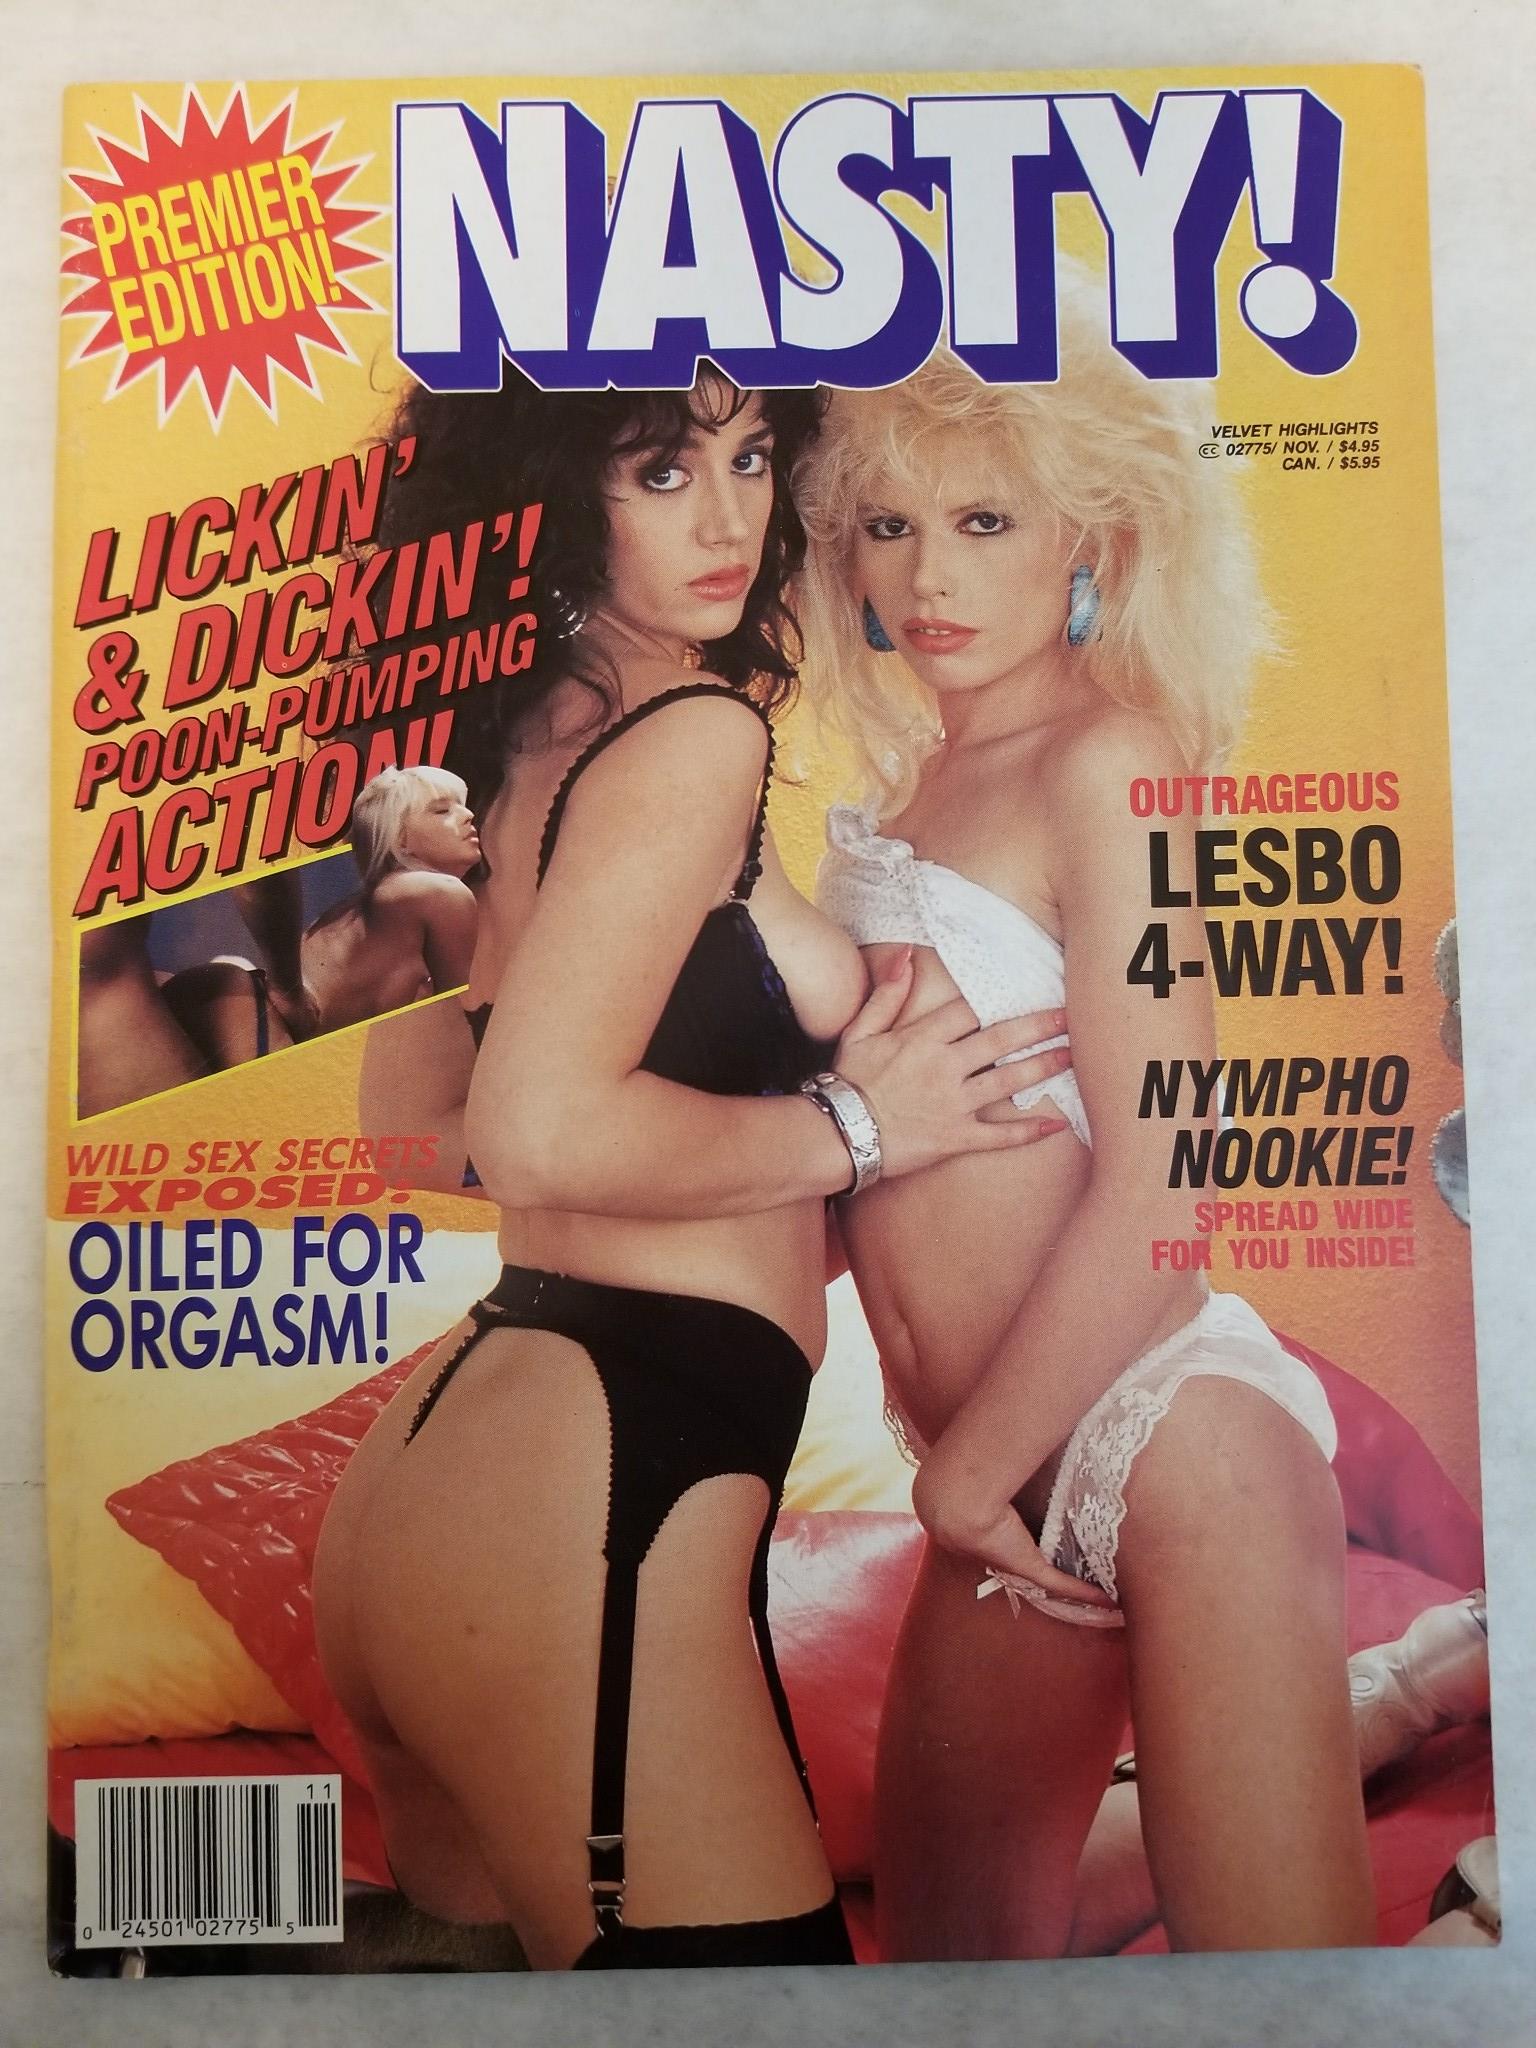 PREMIER
EDITION!
NASTY!
VELVET HIGHLIGHTS
cc 02775/ NOV. / $4.95
CAN. / $5.95
LICKIN'
& DICKIN'!
POON-PUMPING
ACTION!
OUTRAGEOUS
LESBO
4-WAY!
NYMPHO
NOOKIE!
SPREAD WIDE
FOR YOU INSIDE!
WILD SEX SECRETS
EXPOSED:
OILED FOR
ORGASM!
11
0 24501 02775 5